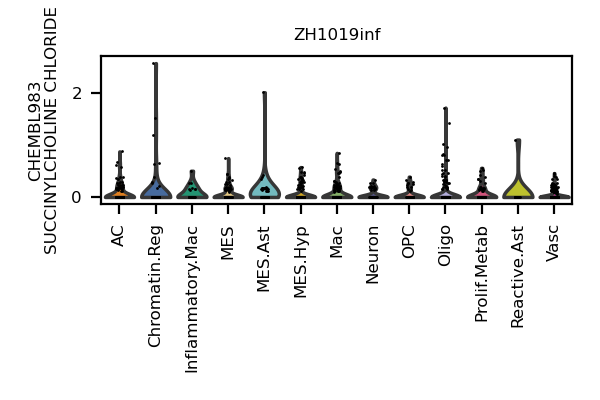 ZH1019inf
CHEMBL983
SUCCINYLCHOLINE CHLORIDE
2
0
AC
Chromatin.Reg
Inflammatory.Mac
MES
MES.Ast
MES.Hyp
Mac
Neuron
OPC
Oligo
Prolif.Metab
Reactive.Ast
Vasc